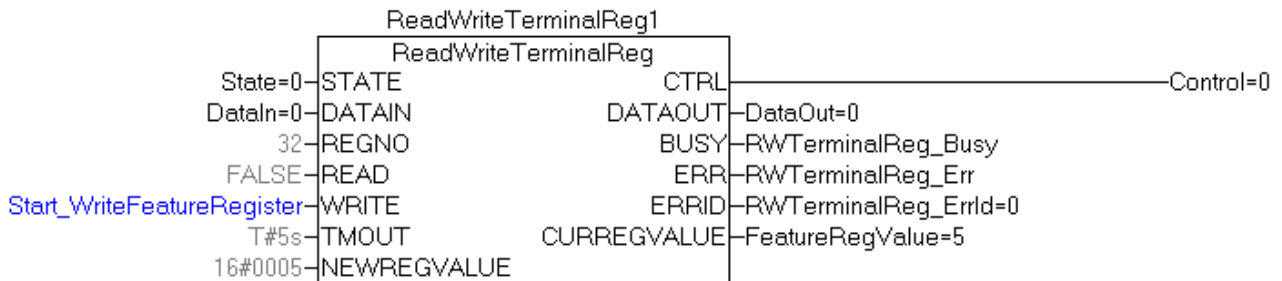 ReadWriteTerminalReg1
ReadWriteTerminalReg
State=0 STATE CTRL Control=0
DataIn=0 DATAIN DATAOUT DataOut=0
32 REGNO BUSY RWTerminalReg_Busy
FALSE READ ERR RWTerminalReg_Err
Start_WriteFeatureRegister WRITE ERRID RWTerminalReg_ErrId=0
T#5s TMOUT CURREGVALUE FeatureRegValue=5
16#0005 NEWREGVALUE